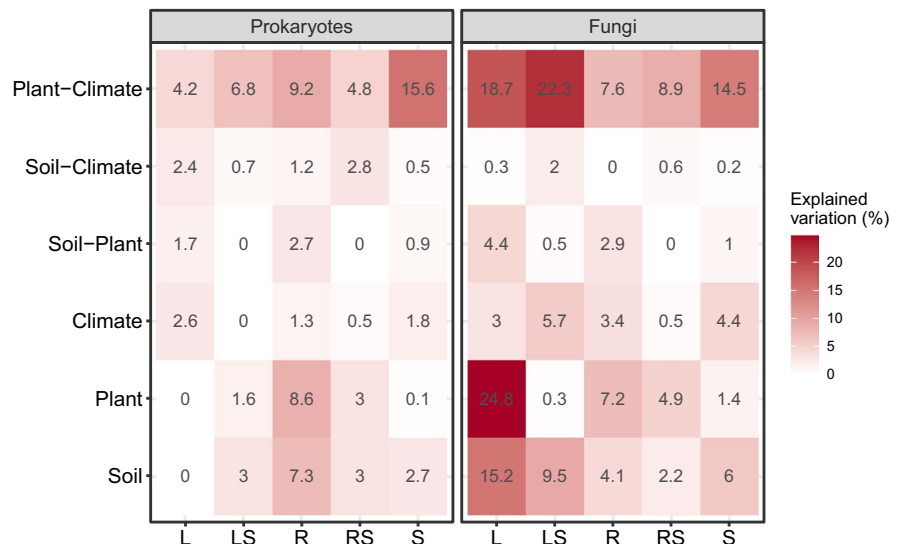 Prokaryotes Fungi
Plant−Climate 4.2 6.8 9.2 4.8 15.6 18.7 22.3 7.6 8.9 14.5
Soil−Climate 2.4 0.7 1.2 2.8 0.5 0.3 2 0 0.6 0.2
Soil−Plant 1.7 0 2.7 0 0.9 4.4 0.5 2.9 0 1
Climate 2.6 0 1.3 0.5 1.8 3 5.7 3.4 0.5 4.4
Plant 0 1.6 8.6 3 0.1 24.8 0.3 7.2 4.9 1.4
Soil 0 3 7.3 3 2.7 15.2 9.5 4.1 2.2 6
L LS R RS S L LS R RS S
Explained
variation (%)
20
15
10
5
0